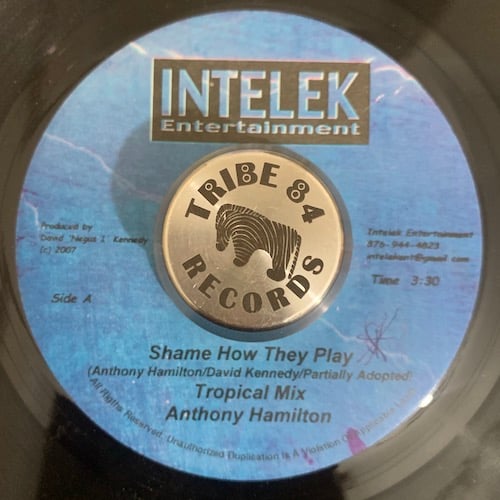 INTELEK
Entertainment
TRIBE 84
RECORDS
Produced by
David 'Negus I' Kennedy
(c) 2007
Side A
Intelek Entertainment
876-944-4823
intelekent@gmail.com
Time 3:30
Shame How They Play
(Anthony Hamilton/David Kennedy/Partially Adopted)
Tropical Mix
Anthony Hamilton
All Rigths Reserved. Unauthorized Duplication Is A Violation Of Applicable